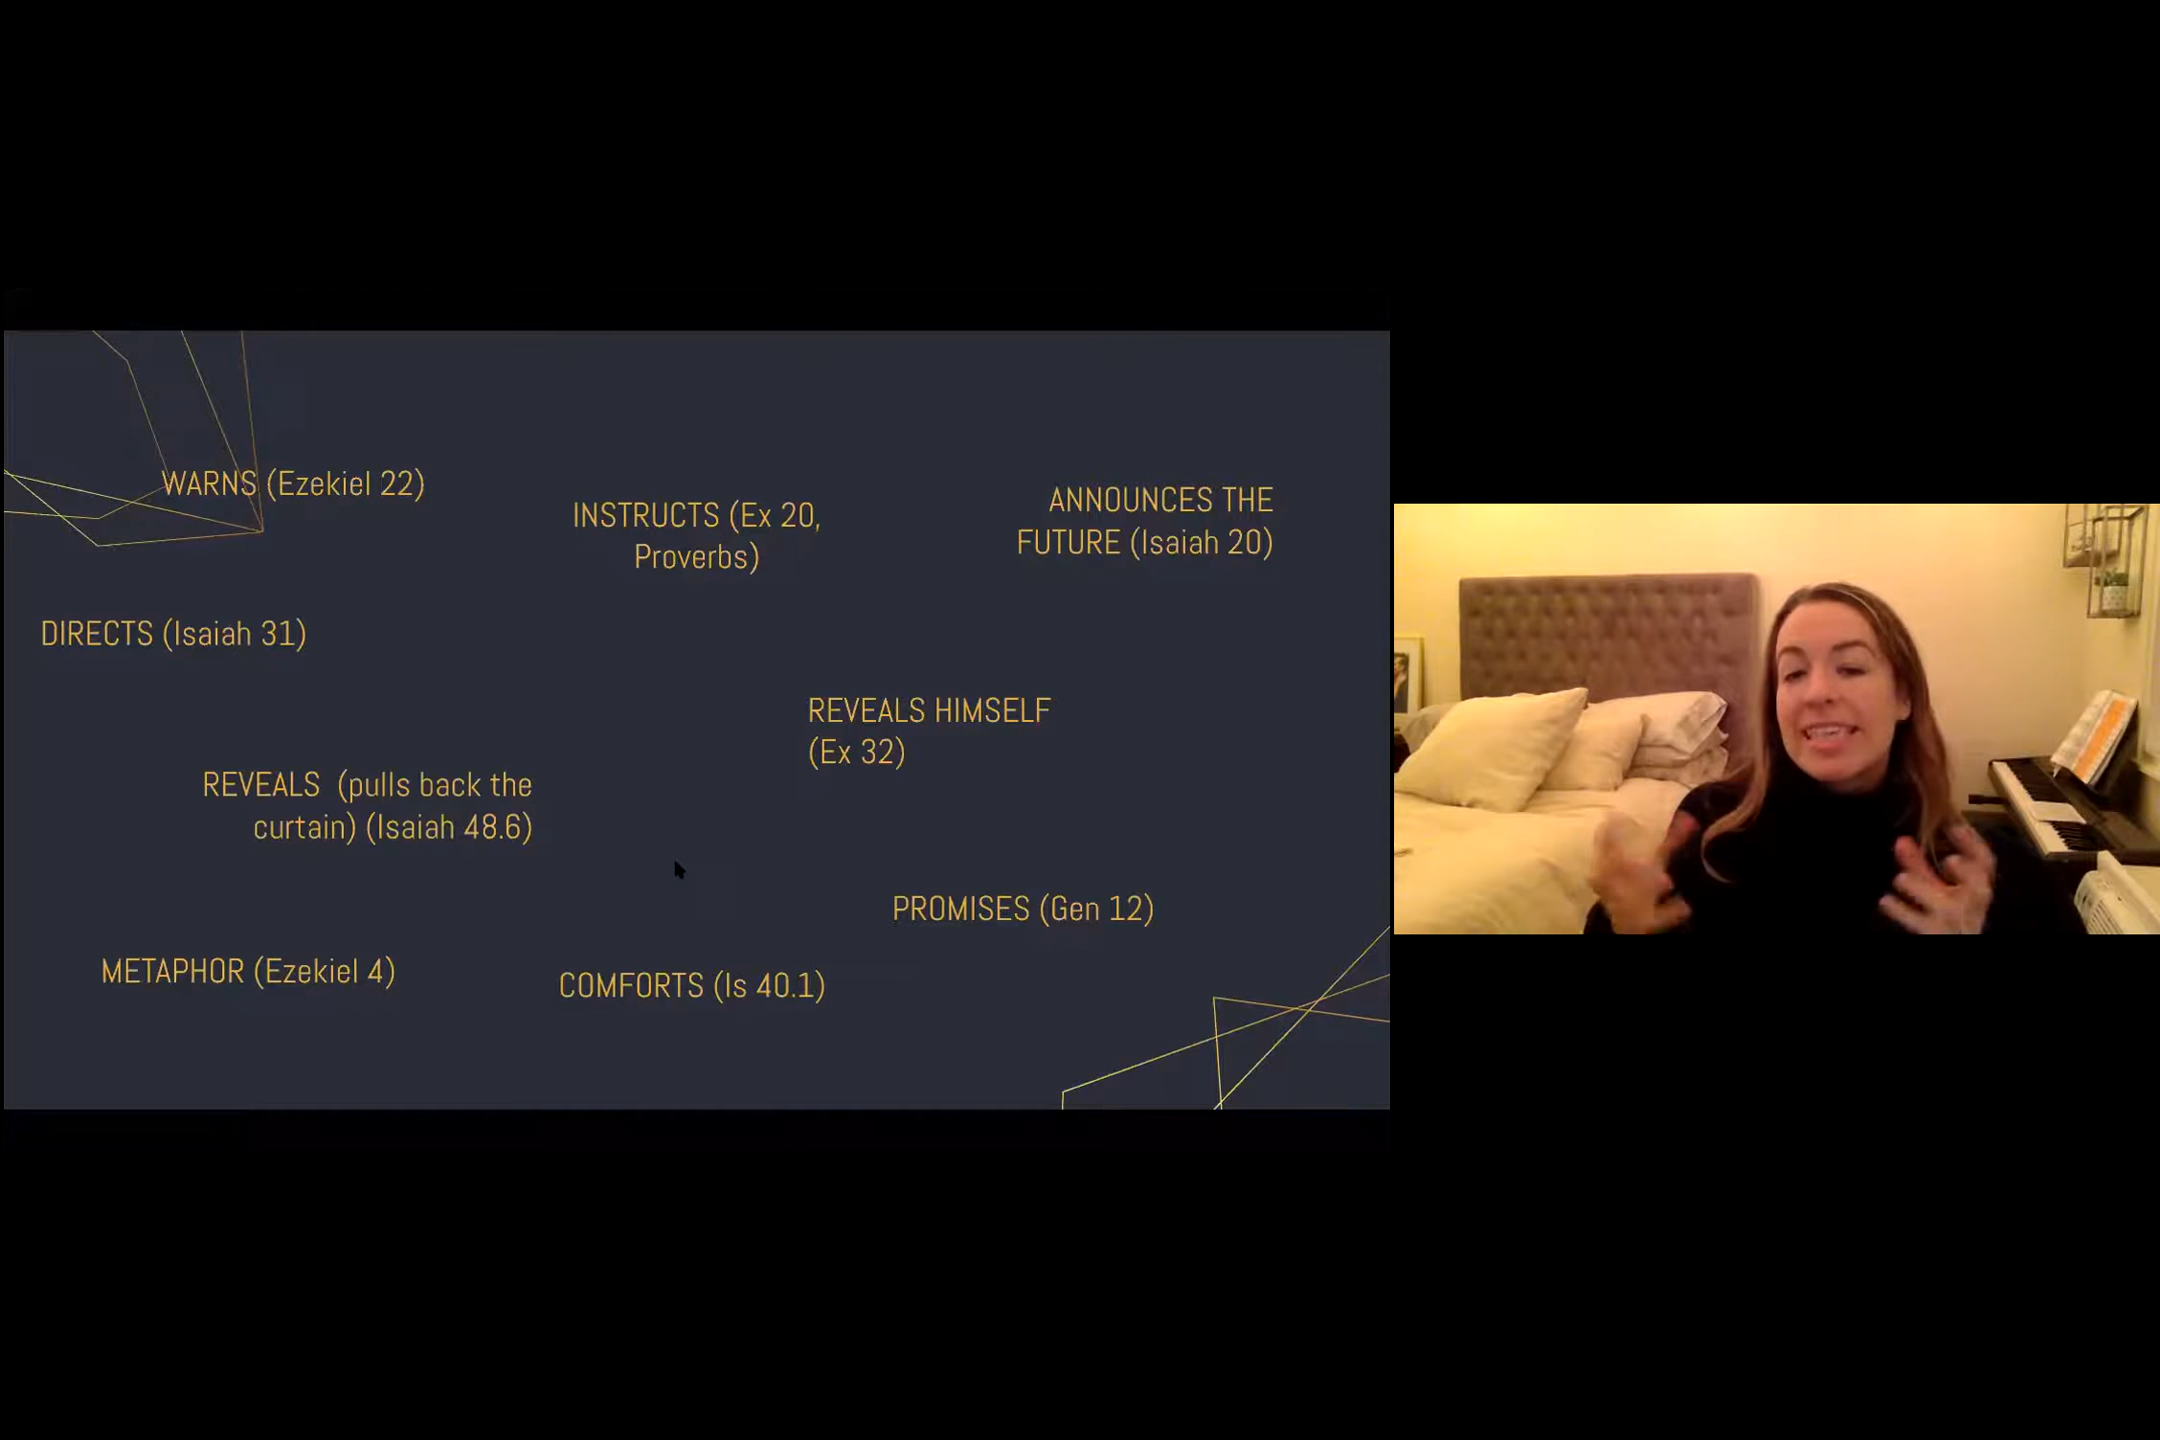 WARNS (Ezekiel 22)
INSTRUCTS (Ex 20,
Proverbs)
ANNOUNCES THE
FUTURE (Isaiah 20)
DIRECTS (Isaiah 31)
REVEALS HIMSELF
(Ex 32)
REVEALS  (pulls back the
curtain) (Isaiah 48.6)
PROMISES (Gen 12)
METAPHOR (Ezekiel 4)
COMFORTS (Is 40.1)